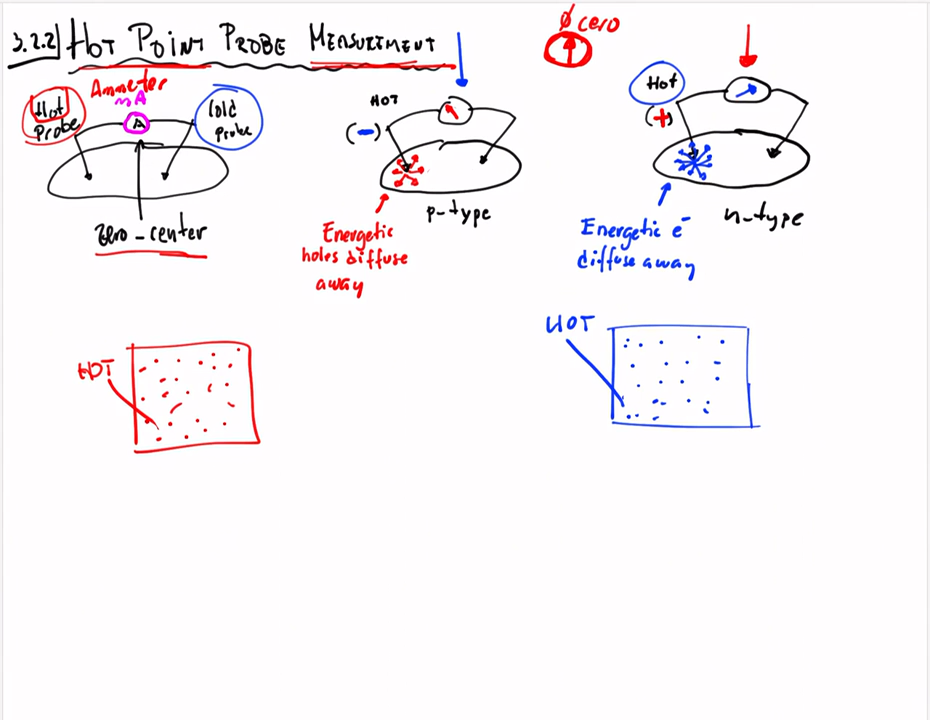 3.2.2 HOT POINT PROBE MEASUREMENT
Ammeter
mA
Hot
Probe
A
Cold
Probe
zero-center
HOT
(-)
p-type
Energetic
holes diffuse
away
ϕ cero
Hot
(+)
n-type
Energetic e⁻
diffuse away
HOT
HOT